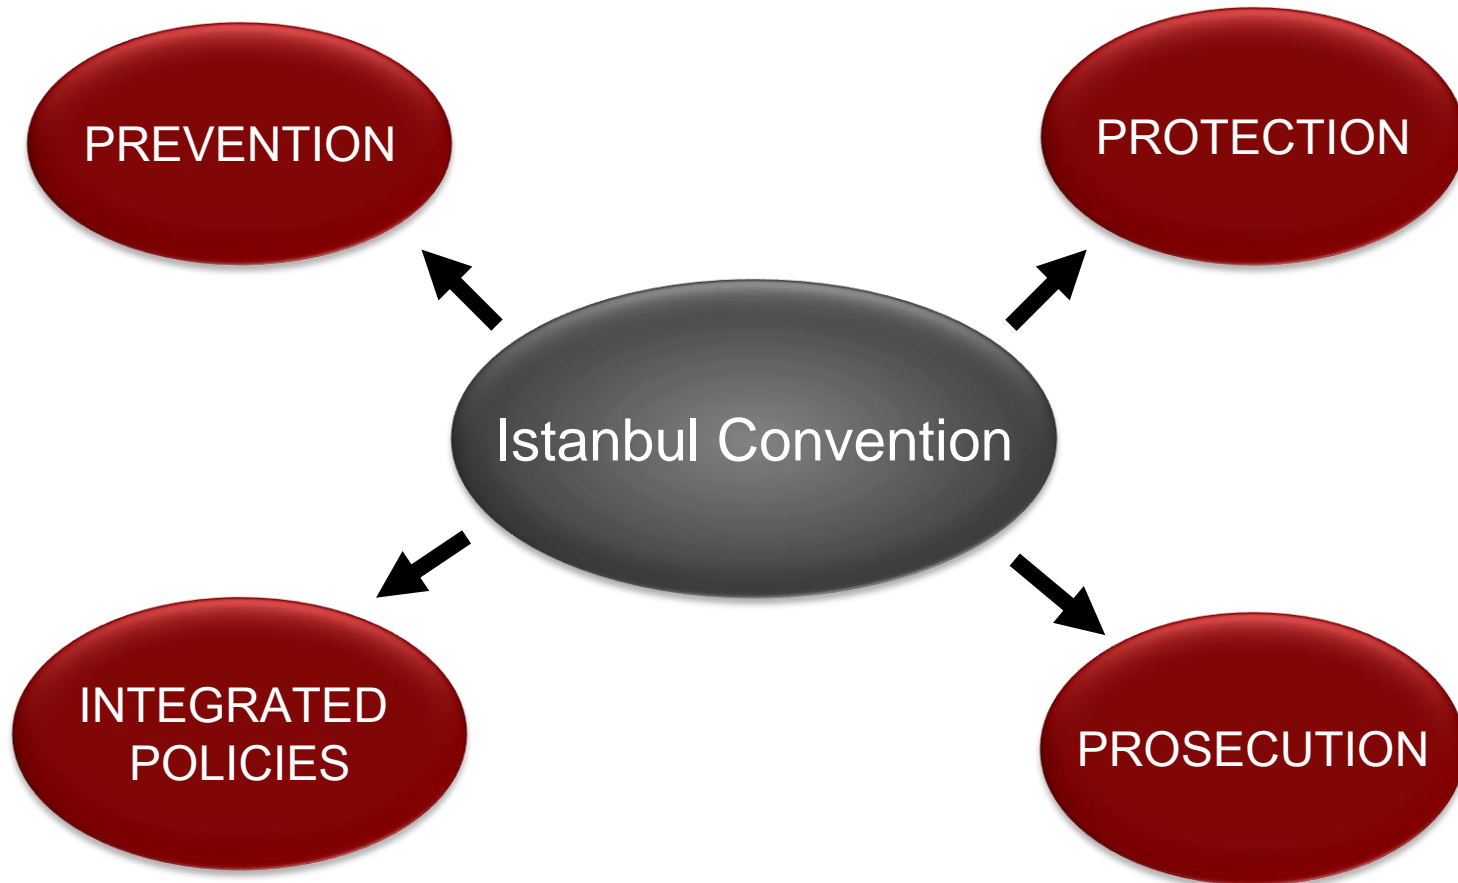 PREVENTION
PROTECTION
Istanbul Convention
INTEGRATED
POLICIES
PROSECUTION